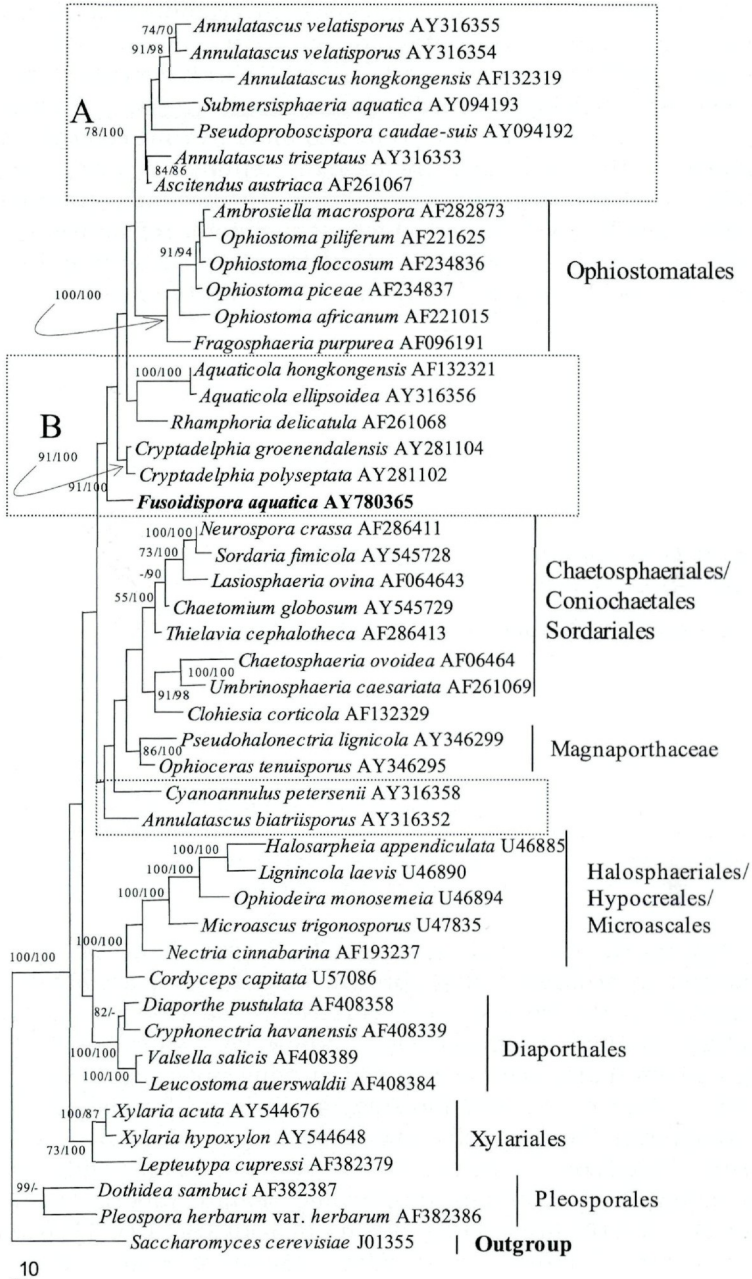 74/70
Annulatascus velatisporus AY316355
91/98
Annulatascus velatisporus AY316354
Annulatascus hongkongensis AF132319
A
Submersisphaeria aquatica AY094193
78/100
Pseudoproboscispora caudae-suis AY094192
Annulatascus triseptaus AY316353
84/86
Ascitendus austriaca AF261067
Ambrosiella macrospora AF282873
Ophiostoma piliferum AF221625
91/94
Ophiostoma floccosum AF234836
Ophiostomatales
Ophiostoma piceae AF234837
100/100
Ophiostoma africanum AF221015
Fragosphaeria purpurea AF096191
100/100
Aquaticola hongkongensis AF132321
Aquaticola ellipsoidea AY316356
B
Rhamphoria delicatula AF261068
Cryptadelphia groenendalensis AY281104
91/100
Cryptadelphia polyseptata AY281102
91/100
Fusoidispora aquatica AY780365
100/100
Neurospora crassa AF286411
73/100
Sordaria fimicola AY545728
-/90
Lasiosphaeria ovina AF064643
Chaetosphaeriales/
Coniochaetales
Sordariales
55/100
Chaetomium globosum AY545729
Thielavia cephalotheca AF286413
Chaetosphaeria ovoidea AF06464
100/100
Umbrinosphaeria caesariata AF261069
91/98
Clohiesia corticola AF132329
Pseudohalonectria lignicola AY346299
86/100
Magnaporthaceae
Ophioceras tenuisporus AY346295
Cyanoannulus petersenii AY316358
Annulatascus biatriisporus AY316352
100/100
Halosarpheia appendiculata U46885
100/100
Lignincola laevis U46890
Halosphaeriales/
Hypocreales/
Microascales
100/100
Ophiodeira monosemeia U46894
Microascus trigonosporus U47835
100/100
Nectria cinnabarina AF193237
100/100
Cordyceps capitata U57086
82/-
Diaporthe pustulata AF408358
Cryphonectria havanensis AF408339
100/100
Valsella salicis AF408389
Diaporthales
100/100
Leucostoma auerswaldii AF408384
100/87
Xylaria acuta AY544676
Xylaria hypoxylon AY544648
Xylariales
73/100
Lepteutypa cupressi AF382379
99/-
Dothidea sambuci AF382387
Pleosporales
Pleospora herbarum var. herbarum AF382386
Saccharomyces cerevisiae J01355
Outgroup
10